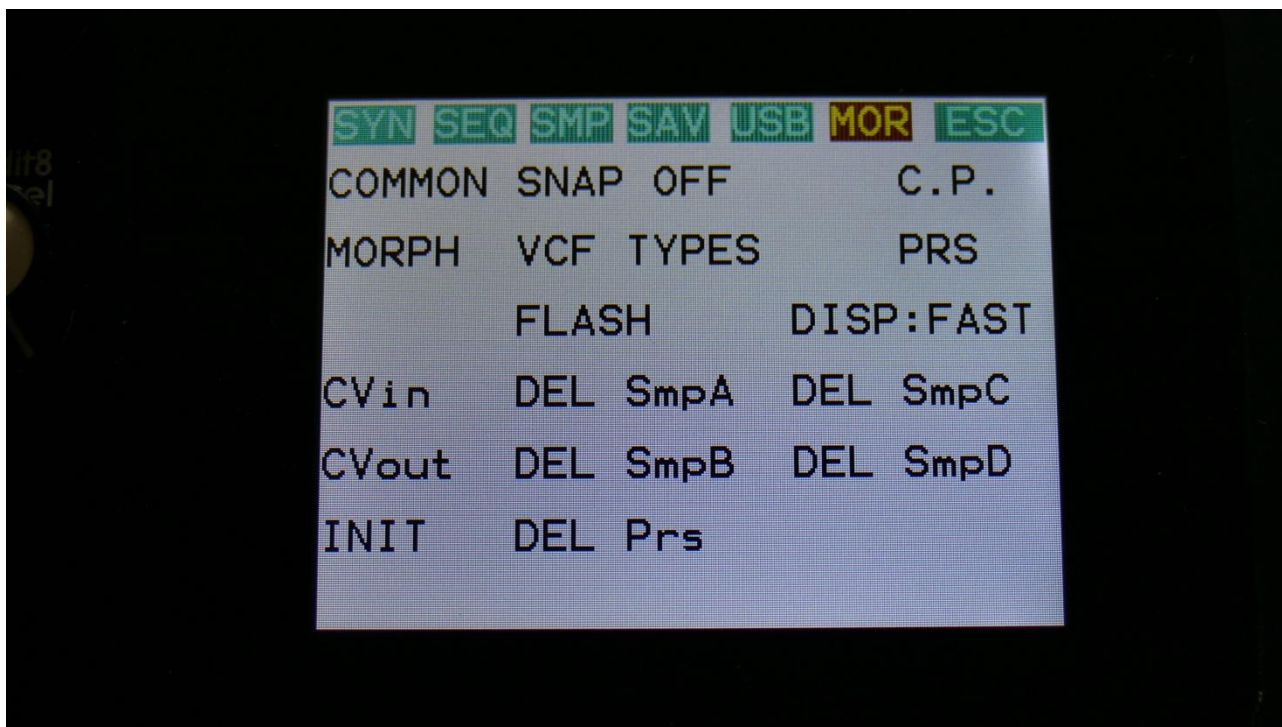 SYN SEQ SMP SAV USB MOR ESC
COMMON SNAP OFF C.P.
MORPH VCF TYPES PRS
FLASH DISP:FAST
CVin DEL SmpA DEL SmpC
CVout DEL SmpB DEL SmpD
INIT DEL Prs